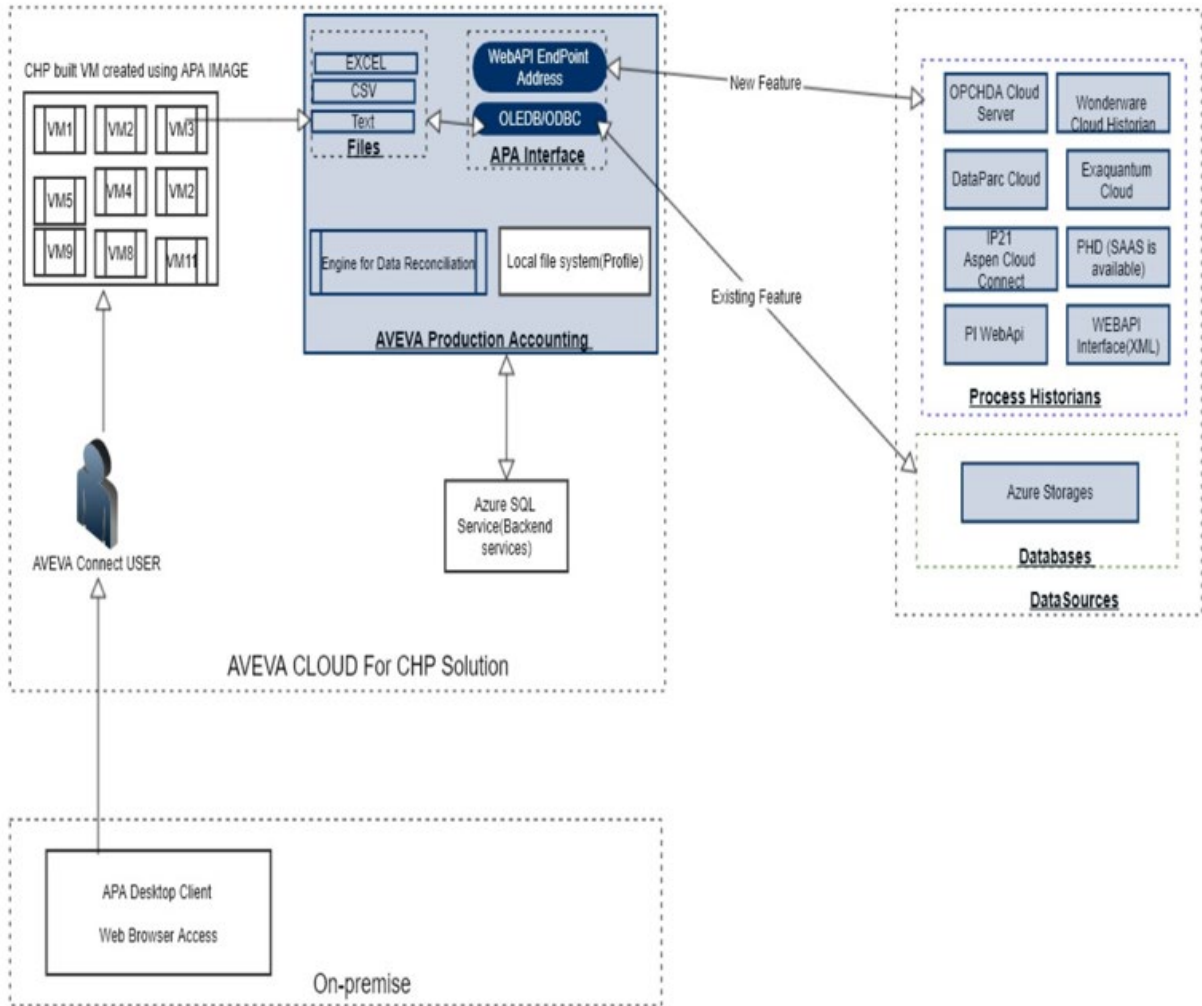 CHP built VM created using APA IMAGE
VM1
VM2
VM3
VM5
VM4
VM2
VM9
VM8
VM11
AVEVA Connect USER
EXCEL
CSV
Text
Files
WebAPI EndPoint
Address
OLEDB/ODBC
APA Interface
Engine for Data Reconciliation
Local file system(Profile)
AVEVA Production Accounting
Azure SQL
Service(Backend
services)
AVEVA CLOUD For CHP Solution
New Feature
Existing Feature
OPCHDA Cloud
Server
Wonderware
Cloud Historian
DataParc Cloud
Exaquantum
Cloud
IP21
Aspen Cloud
Connect
PHD (SAAS is
available)
PI WebApi
WEBAPI
Interface(XML)
Process Historians
Azure Storages
Databases
DataSources
APA Desktop Client
Web Browser Access
On-premise